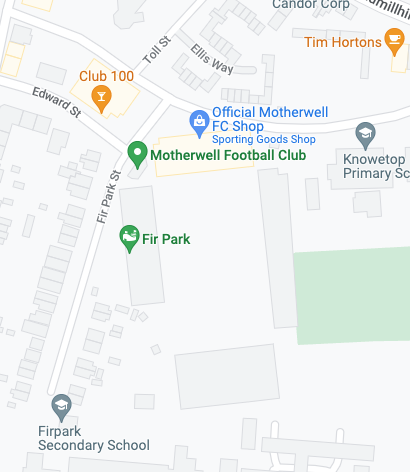 Candor Corp
umillhi
Toll St
Ellis Way
Tim Hortons
Club 100
Edward St
Official Motherwell
FC Shop
Sporting Goods Shop
Motherwell Football Club
Knowetop
Primary Sc
Fir Park St
Fir Park
Firpark
Secondary School